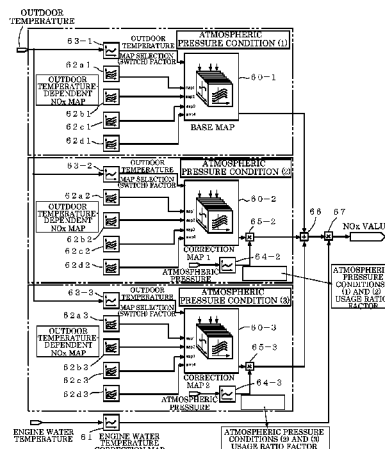 OUTDOOR
TEMPERATURE
63-1
OUTDOOR
TEMPERATURE
MAP SELECTION
(SWITCH) FACTOR
ATMOSPHERIC
PRESSURE CONDITION (1)
62a1
OUTDOOR
TEMPERATURE-
DEPENDENT
NOx MAP
62b1
62c1
62d1
60-1
BASE MAP
63-2
OUTDOOR
TEMPERATURE
MAP SELECTION
(SWITCH) FACTOR
ATMOSPHERIC
PRESSURE CONDITION (2)
62a2
OUTDOOR
TEMPERATURE-
DEPENDENT
NOx MAP
62b2
62c2
62d2
60-2
65-2
66
67
NOx VALUE
CORRECTION
MAP 1
64-2
ATMOSPHERIC
PRESSURE
ATMOSPHERIC
PRESSURE
CONDITIONS
(1) AND (2)
USAGE RATIO
FACTOR
63-3
OUTDOOR
TEMPERATURE
MAP SELECTION
(SWITCH) FACTOR
ATMOSPHERIC
PRESSURE CONDITION (3)
62a3
OUTDOOR
TEMPERATURE-
DEPENDENT
NOx MAP
62b3
62c3
62d3
60-3
65-3
CORRECTION
MAP 2
64-3
ATMOSPHERIC
PRESSURE
ENGINE WATER
TEMPERATURE
61
ENGINE WATER
TEMPERATURE
ATMOSPHERIC PRESSURE
CONDITIONS (2) AND (3)
USAGE RATIO FACTOR